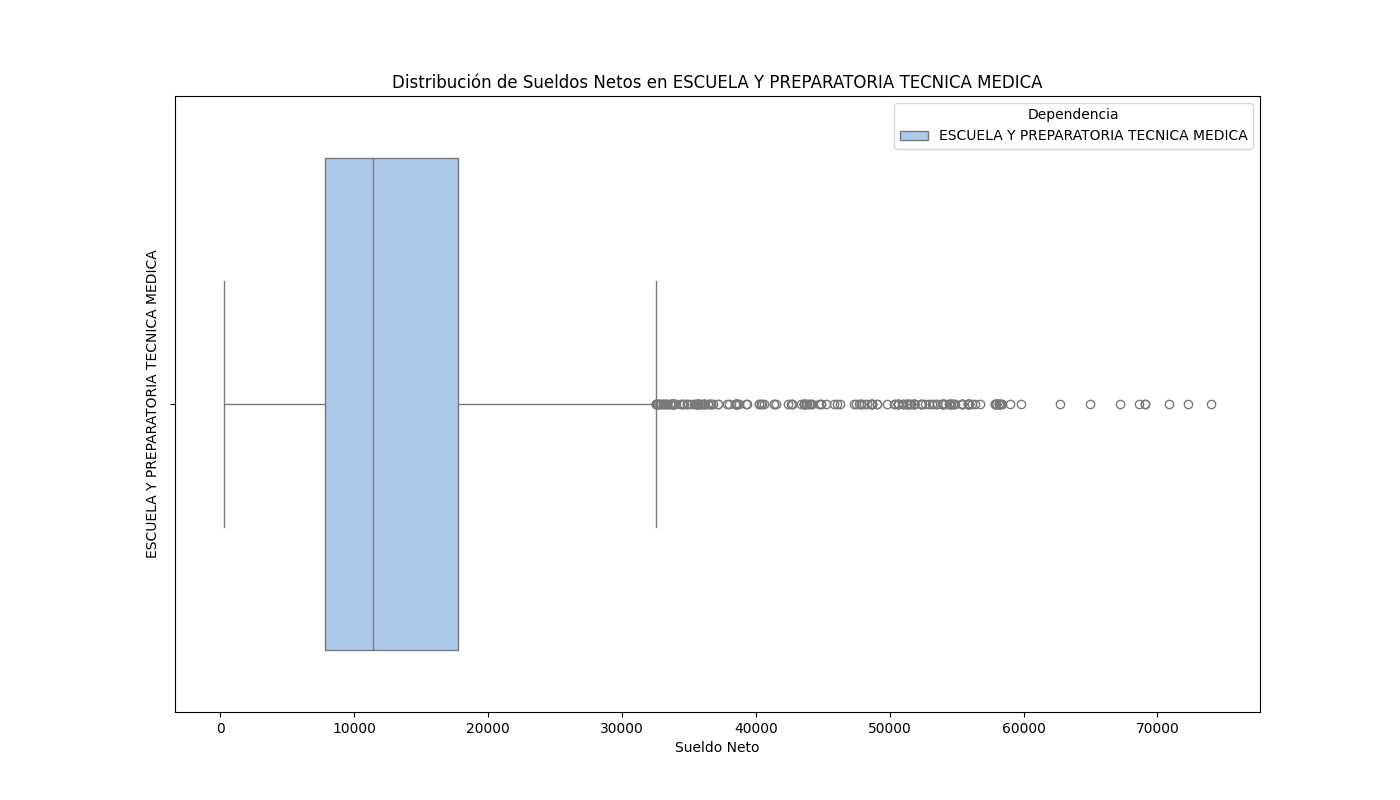 Distribución de Sueldos Netos en ESCUELA Y PREPARATORIA TECNICA MEDICA
Dependencia
ESCUELA Y PREPARATORIA TECNICA MEDICA
ESCUELA Y PREPARATORIA TECNICA MEDICA
0 10000 20000 30000 40000 50000 60000 70000
Sueldo Neto